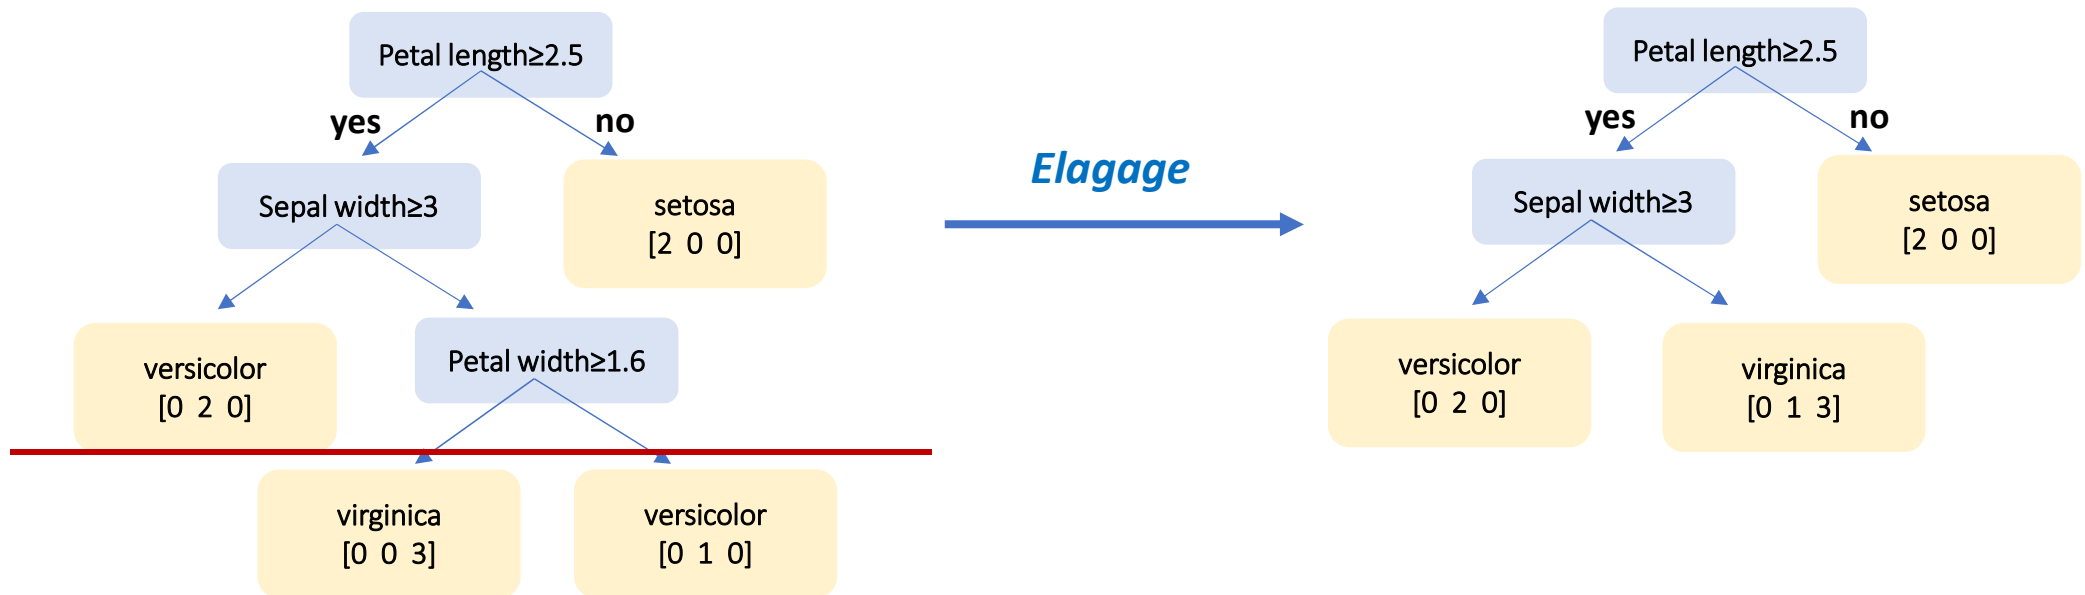 Petal length≥2.5
yes
no
Sepal width≥3
setosa
[2 0 0]
versicolor
[0 2 0]
Petal width≥1.6
virginica
[0 0 3]
versicolor
[0 1 0]
Elagage
Petal length≥2.5
yes
no
Sepal width≥3
setosa
[2 0 0]
versicolor
[0 2 0]
virginica
[0 1 3]